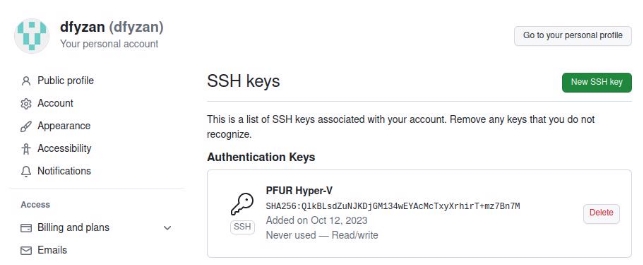 dfyzan (dfyzan)
Your personal account
Go to your personal profile
Public profile
Account
Appearance
Accessibility
Notifications
Access
Billing and plans
Emails
SSH keys
New SSH key
This is a list of SSH keys associated with your account. Remove any keys that you do not
recognize.
Authentication Keys
PFUR Hyper-V
SHA256:QlkBLsdZuNJKDjGM134wEYAcMcTxyXrhirT+mz7Bn7M
Added on Oct 12, 2023
Never used — Read/write
SSH
Delete